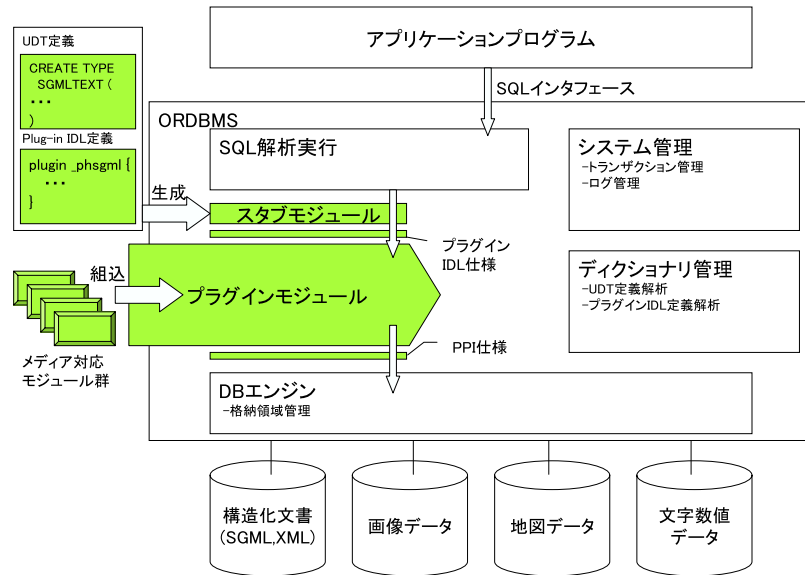 アプリケーションプログラム
SQLインタフェース
UDT定義
CREATE TYPE
SGMLTEXT (
・・・
)
Plug-in IDL定義
plugin _phsgml {
・・・
}
ORDBMS
SQL解析実行
生成
スタブモジュール
プラグイン
IDL仕様
組込
プラグインモジュール
メディア対応
モジュール群
PPI仕様
DBエンジン
-格納領域管理
システム管理
-トランザクション管理
-ログ管理
ディクショナリ管理
-UDT定義解析
-プラグインIDL定義解析
構造化文書
(SGML,XML)
画像データ
地図データ
文字数値
データ